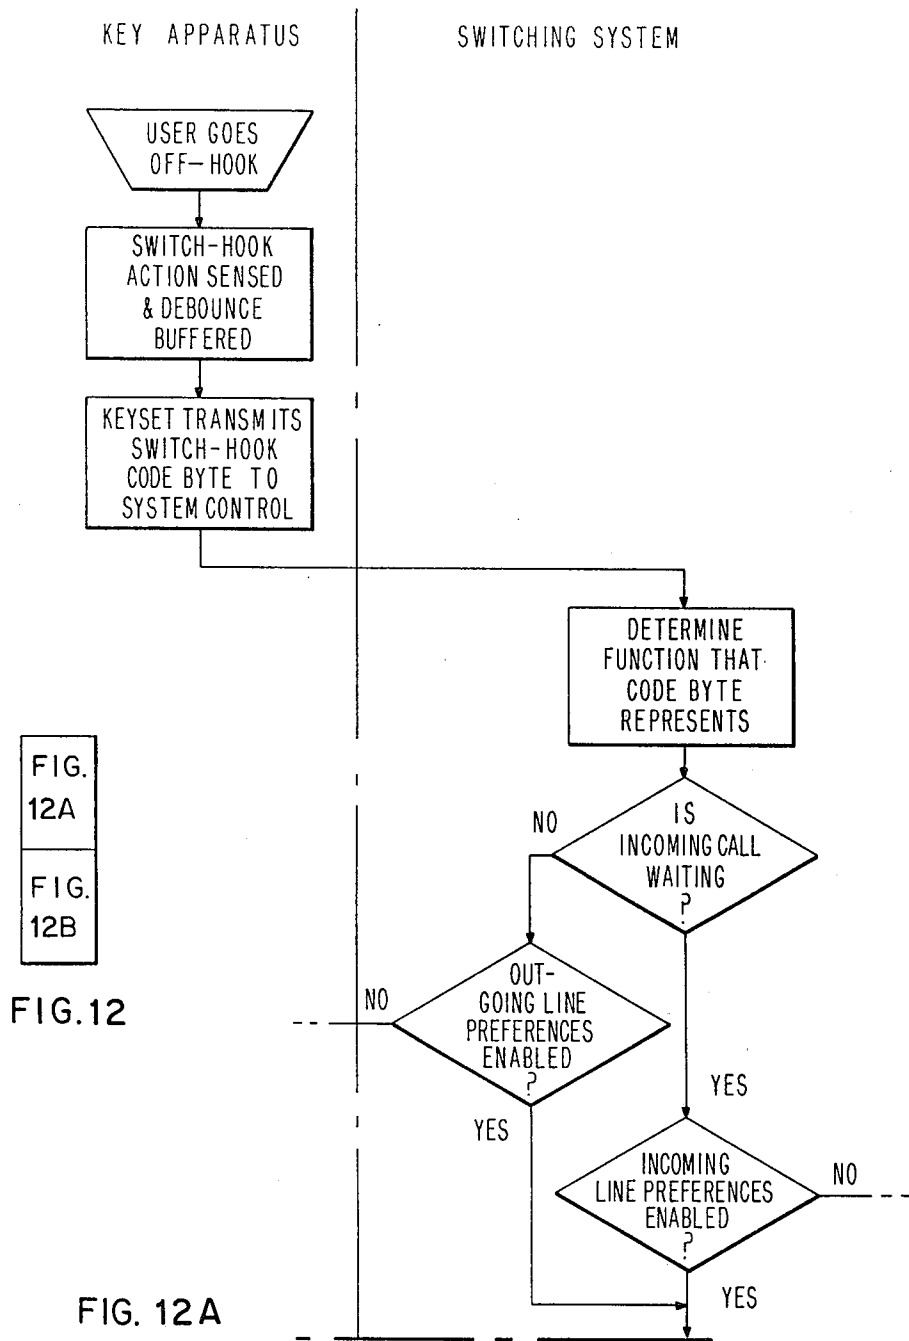 KEY APPARATUS
SWITCHING SYSTEM
USER GOES
OFF-HOOK
SWITCH-HOOK
ACTION SENSED
& DEBOUNCE
BUFFERED
KEYSET TRANSMITS
SWITCH-HOOK
CODE BYTE TO
SYSTEM CONTROL
DETERMINE
FUNCTION THAT
CODE BYTE
REPRESENTS
IS
INCOMING CALL
WAITING
?
NO
YES
OUT-
GOING LINE
PREFERENCES
ENABLED
?
NO
YES
INCOMING
LINE PREFERENCES
ENABLED
?
NO
YES
FIG.
12A
FIG.
12B
FIG.12
FIG. 12A